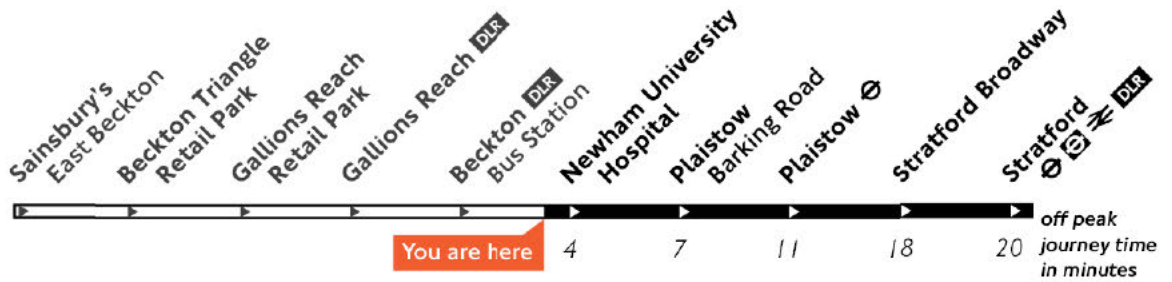 Sainsbury's
East Beckton
Beckton Triangle
Retail Park
Gallions Reach
Retail Park
Gallions Reach DLR
Beckton DLR
Bus Station
Newham University
Hospital
Plaistow
Barking Road
Plaistow
Stratford Broadway
Stratford
DLR
You are here
4
7
11
18
20
off peak
journey time
in minutes